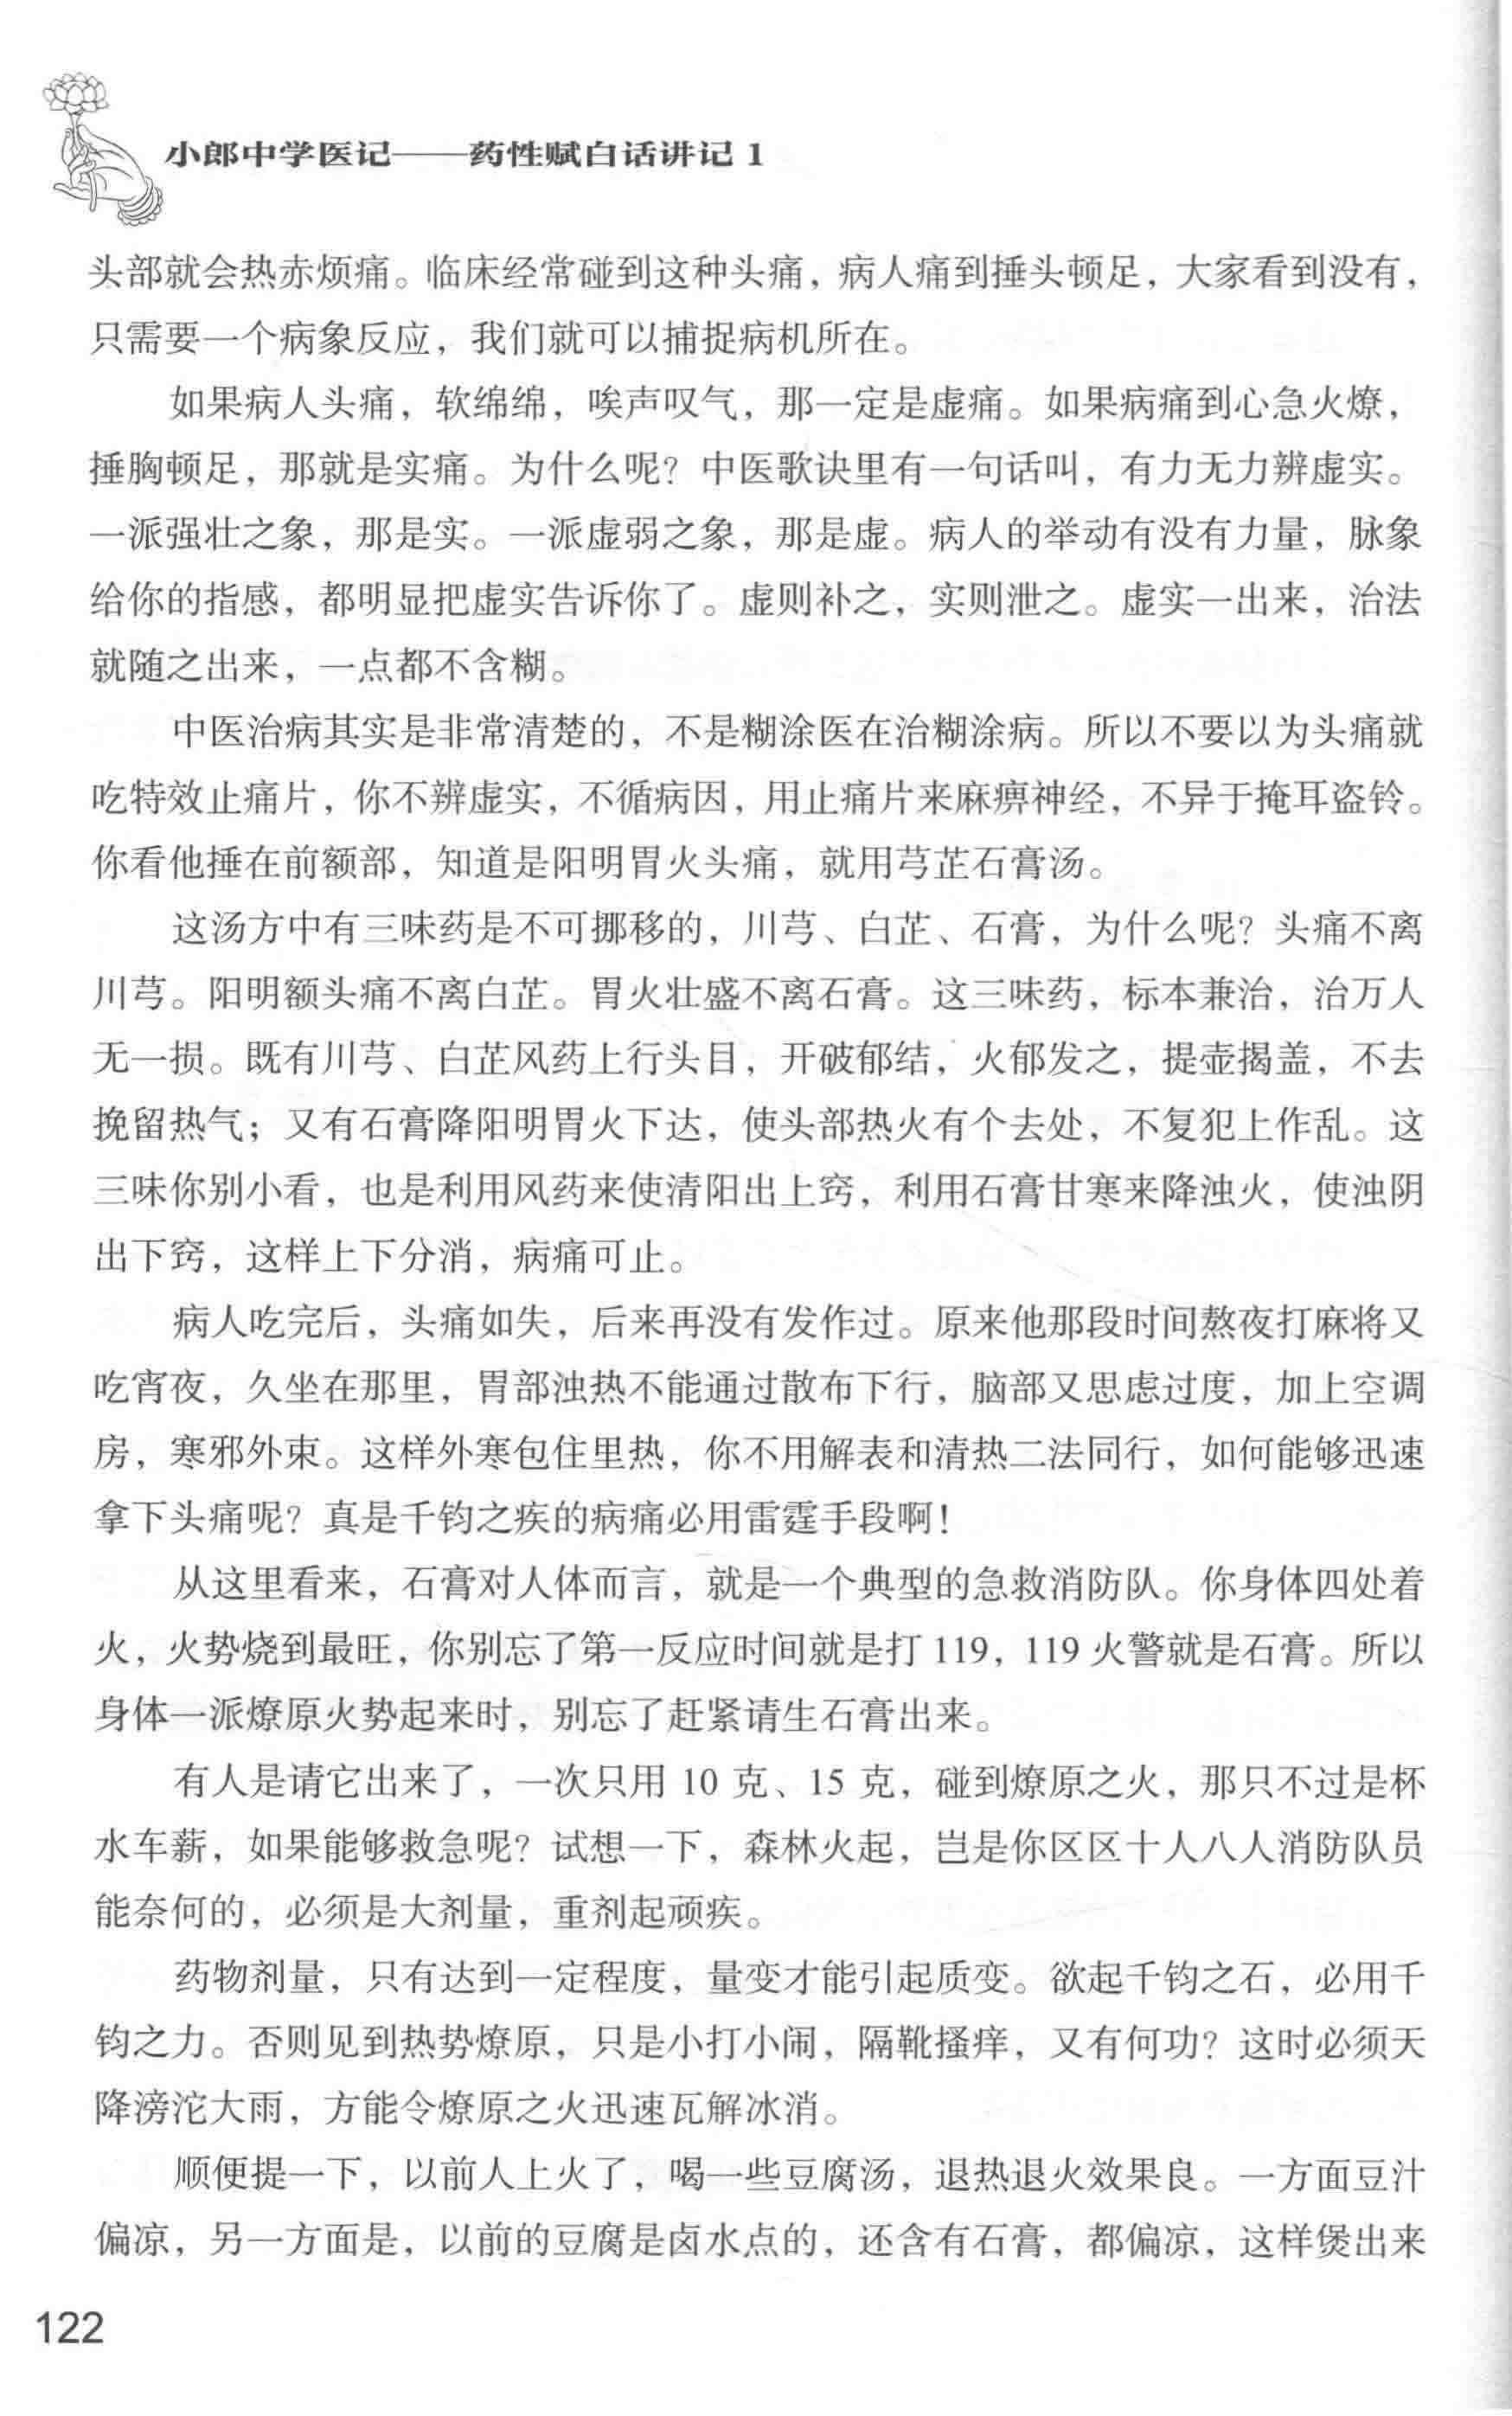 小郎中学医记——药性赋白话讲记 1
头部就会热赤烦痛。临床经常碰到这种头痛，病人痛到捶头顿足，大家看到没有，
只需要一个病象反应，我们就可以捕捉病机所在。
如果病人头痛，软绵绵，唉声叹气，那一定是虚痛。如果病痛到心急火燎，
捶胸顿足，那就是实痛。为什么呢？中医歌诀里有一句话叫，有力无力辨虚实。
一派强壮之象，那是实。一派虚弱之象，那是虚。病人的举动有没有力量，脉象
给你的指感，都明显把虚实告诉你了。虚则补之，实则泄之。虚实一出来，治法
就随之出来，一点都不含糊。
中医治病其实是非常清楚的，不是糊涂医在治糊涂病。所以不要以为头痛就
吃特效止痛片，你不辨虚实，不循病因，用止痛片来麻痹神经，不异于掩耳盗铃。
你看他捶在前额部，知道是阳明胃火头痛，就用芎芷石膏汤。
这汤方中有三味药是不可挪移的，川芎、白芷、石膏，为什么呢？头痛不离
川芎。阳明额头痛不离白芷。胃火壮盛不离石膏。这三味药，标本兼治，治万人
无一损。既有川芎、白芷风药上行头目，开破郁结，火郁发之，提壶揭盖，不去
挽留热气；又有石膏降阳明胃火下达，使头部热火有个去处，不复犯上作乱。这
三味你别小看，也是利用风药来使清阳出上窍，利用石膏甘寒来降浊火，使浊阴
出下窍，这样上下分消，病痛可止。
病人吃完后，头痛如失，后来再没有发作过。原来他那段时间熬夜打麻将又
吃宵夜，久坐在那里，胃部浊热不能通过散布下行，脑部又思虑过度，加上空调
房，寒邪外束。这样外寒包住里热，你不用解表和清热二法同行，如何能够迅速
拿下头痛呢？真是千钧之疾的病痛必用雷霆手段啊！
从这里看来，石膏对人体而言，就是一个典型的急救消防队。你身体四处着
火，火势烧到最旺，你别忘了第一反应时间就是打 119，119 火警就是石膏。所以
身体一派燎原火势起来时，别忘了赶紧请生石膏出来。
有人是请它出来了，一次只用 10 克、15 克，碰到燎原之火，那只不过是杯
水车薪，如果能够救急呢？试想一下，森林火起，岂是你区区十人八人消防队员
能奈何的，必须是大剂量，重剂起顽疾。
药物剂量，只有达到一定程度，量变才能引起质变。欲起千钧之石，必用千
钧之力。否则见到热势燎原，只是小打小闹，隔靴搔痒，又有何功？这时必须天
降滂沱大雨，方能令燎原之火迅速瓦解冰消。
顺便提一下，以前人上火了，喝一些豆腐汤，退热退火效果良。一方面豆汁
偏凉，另一方面是，以前的豆腐是卤水点的，还含有石膏，都偏凉，这样煲出来
122